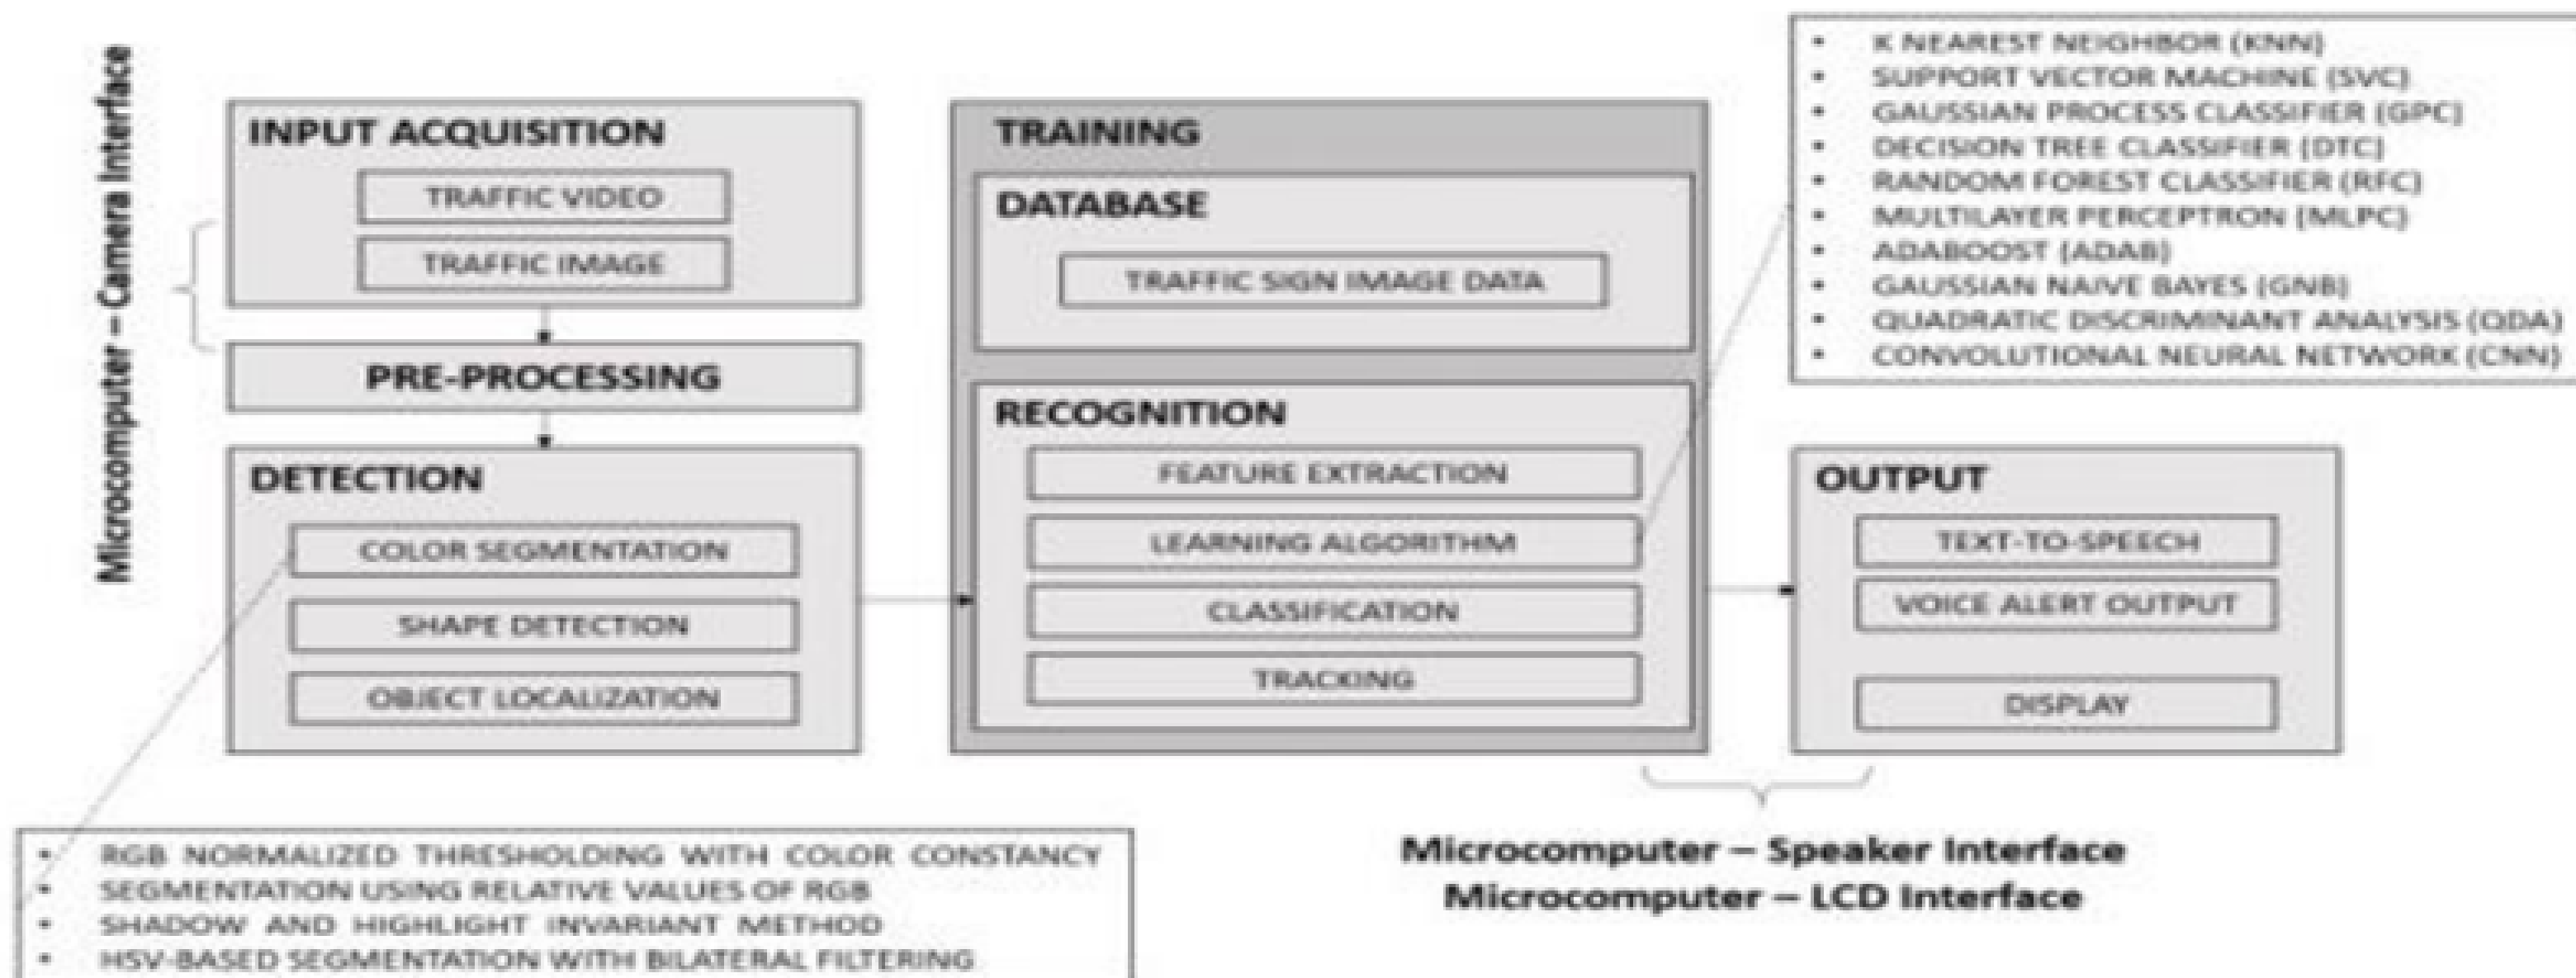 Microcomputer – Camera Interface
INPUT ACQUISITION
TRAFFIC VIDEO
TRAFFIC IMAGE
PRE-PROCESSING
DETECTION
COLOR SEGMENTATION
SHAPE DETECTION
OBJECT LOCALIZATION
• RGB NORMALIZED THRESHOLDING WITH COLOR CONSTANCY
• SEGMENTATION USING RELATIVE VALUES OF RGB
• SHADOW AND HIGHLIGHT INVARIANT METHOD
• HSV-BASED SEGMENTATION WITH BILATERAL FILTERING
TRAINING
DATABASE
TRAFFIC SIGN IMAGE DATA
RECOGNITION
FEATURE EXTRACTION
LEARNING ALGORITHM
CLASSIFICATION
TRACKING
• K NEAREST NEIGHBOR (KNN)
• SUPPORT VECTOR MACHINE (SVC)
• GAUSSIAN PROCESS CLASSIFIER (GPC)
• DECISION TREE CLASSIFIER (DTC)
• RANDOM FOREST CLASSIFIER (RFC)
• MULTILAYER PERCEPTRON (MLPC)
• ADABOOST (ADAB)
• GAUSSIAN NAIVE BAYES (GNB)
• QUADRATIC DISCRIMINANT ANALYSIS (QDA)
• CONVOLUTIONAL NEURAL NETWORK (CNN)
OUTPUT
TEXT-TO-SPEECH
VOICE ALERT OUTPUT
DISPLAY
Microcomputer – Speaker Interface
Microcomputer – LCD Interface